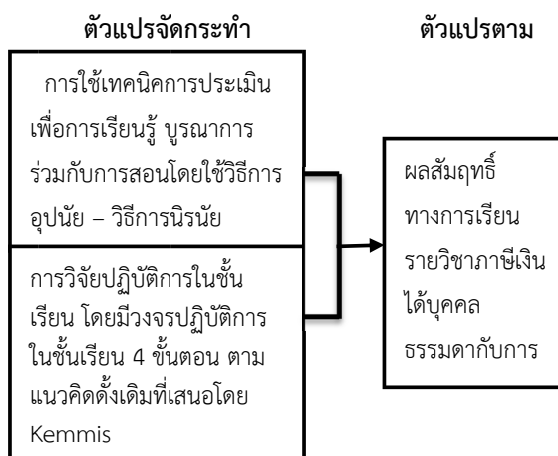 ตัวแปรจัดกระทำ
ตัวแปรตาม
การใช้เทคนิคการประเมิน
เพื่อการเรียนรู้ บูรณาการ
ร่วมกับการสอนโดยใช้วิธีการ
อุปนัย – วิธีการนิรนัย
การวิจัยปฏิบัติการในชั้น
เรียน โดยมีวงจรปฏิบัติการ
ในชั้นเรียน 4 ขั้นตอน ตาม
แนวคิดดั้งเดิมที่เสนอโดย
Kemmis
ผลสัมฤทธิ์
ทางการเรียน
รายวิชาภาษีเงิน
ได้บุคคล
ธรรมดากับการ